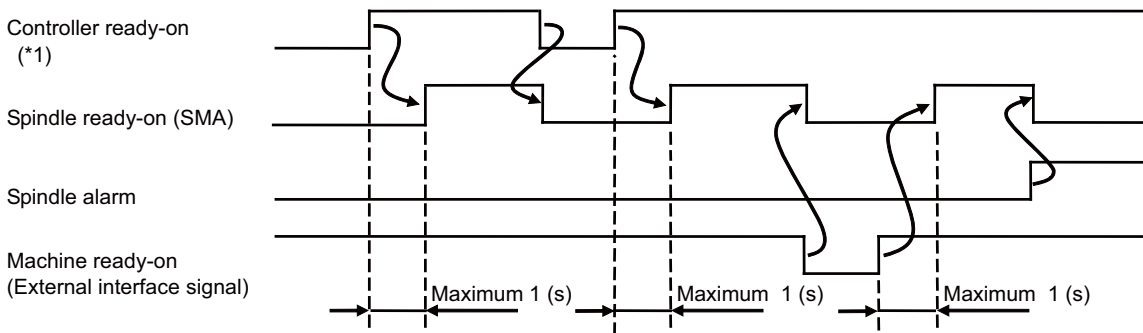 Controller ready-on
(*1)
Spindle ready-on (SMA)
Spindle alarm
Machine ready-on
(External interface signal)
Maximum 1 (s)
Maximum 1 (s)
Maximum 1 (s)